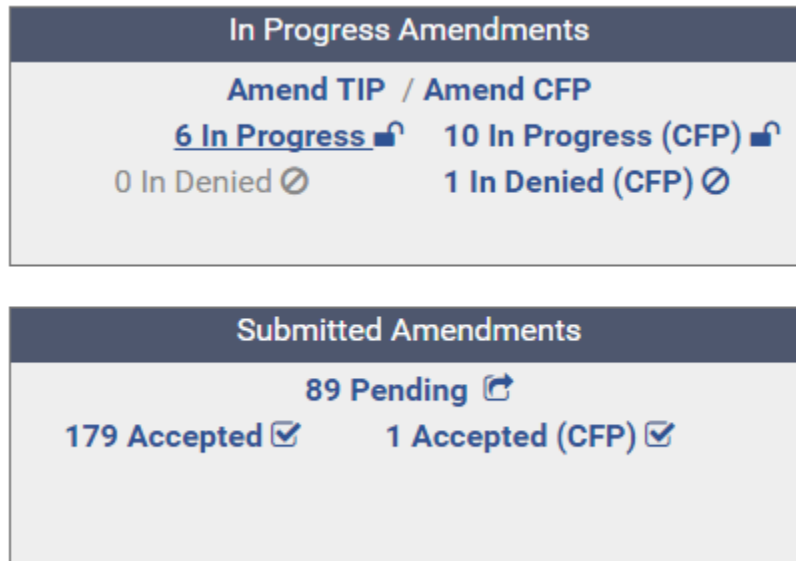 In Progress Amendments
Amend TIP / Amend CFP
6 In Progress 10 In Progress (CFP)
0 In Denied 1 In Denied (CFP)
Submitted Amendments
89 Pending
179 Accepted 1 Accepted (CFP)